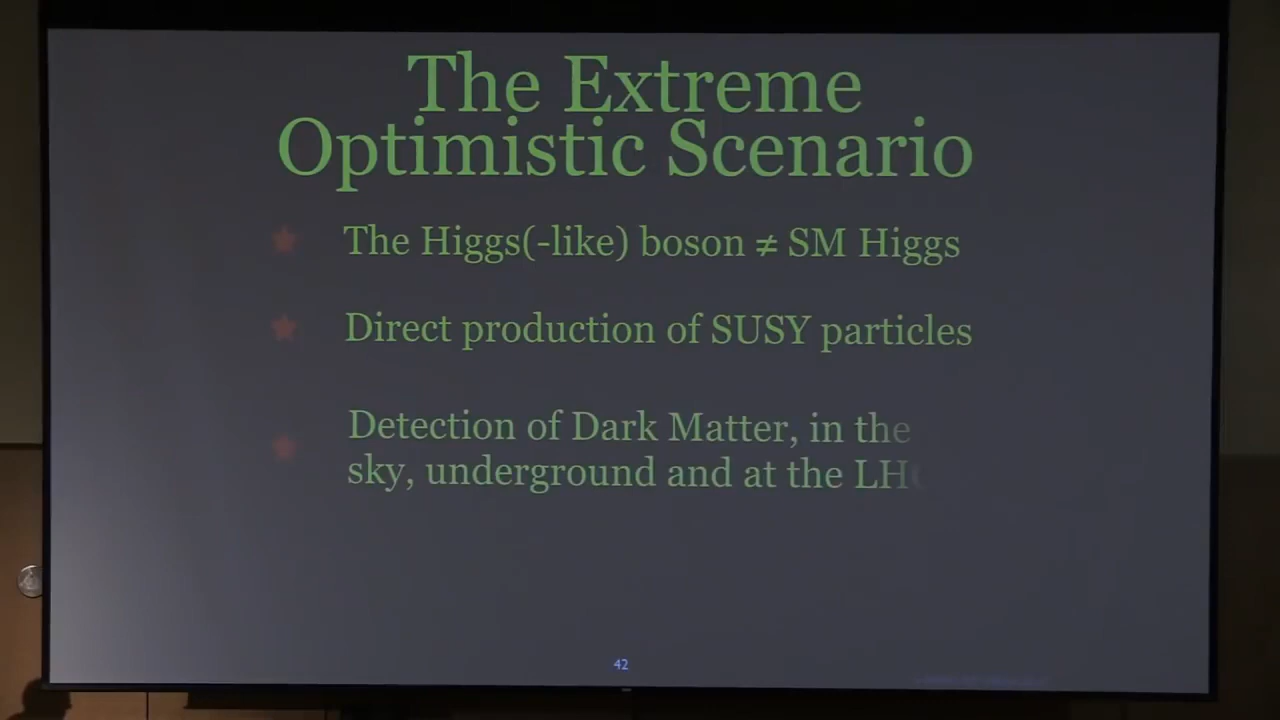 The Extreme
Optimistic Scenario
The Higgs(-like) boson ≠ SM Higgs
Direct production of SUSY particles
Detection of Dark Matter, in the
sky, underground and at the LHC
42